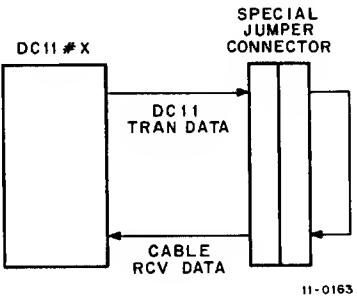 SPECIAL
JUMPER
CONNECTOR
DC11 #X
DC11
TRAN DATA
CABLE
RCV DATA
11-0163